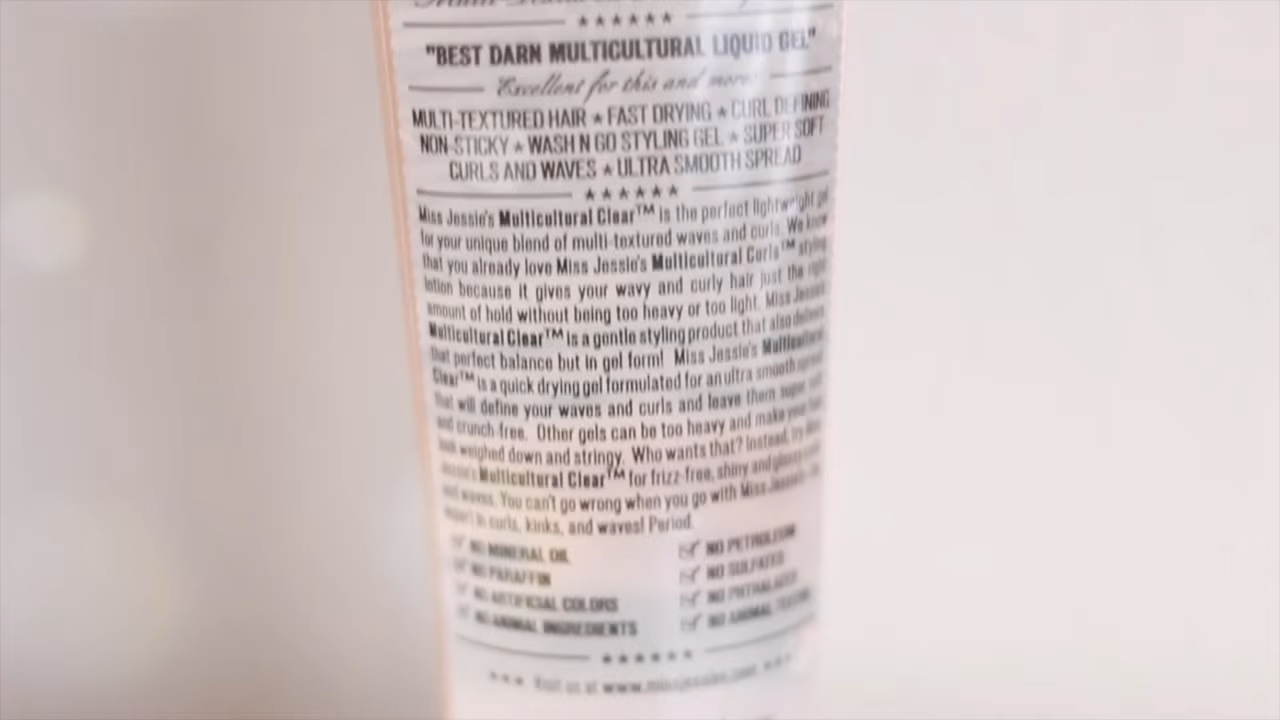 "BEST DARN MULTICULTURAL LIQUID GEL"
Excellent for this and more:
MULTI-TEXTURED HAIR ★ FAST DRYING ★ CURL DEFINING
NON-STICKY ★ WASH N GO STYLING GEL ★ SUPER SOFT
CURLS AND WAVES ★ ULTRA SMOOTH SPREAD
Miss Jessie's Multicultural Clear™ is the perfect lightweight gel
for your unique blend of multi-textured waves and curls. We know
that you already love Miss Jessie's Multicultural Curls™ styling
lotion because it gives your wavy and curly hair just the right
amount of hold without being too heavy or too light. Miss Jessie's
Multicultural Clear™ is a gentle styling product that also delivers
that perfect balance but in gel form! Miss Jessie's Multicultural
Clear™ is a quick drying gel formulated for an ultra smooth spread
that will define your waves and curls and leave them super soft
and crunch-free. Other gels can be too heavy and make your hair
look weighed down and stringy. Who wants that? Instead, try Miss
Jessie's Multicultural Clear™ for frizz-free, shiny and glossy
and waves. You can't go wrong when you go with Miss Jessie's
expert in curls, kinks, and waves! Period.
NO MINERAL OIL NO PETROLEUM
NO PARAFFIN NO SULFATES
NO ARTIFICIAL COLORS NO PHTHALATES
NO ANIMAL INGREDIENTS NO ANIMAL TESTING
Visit us at www.missjessies.com